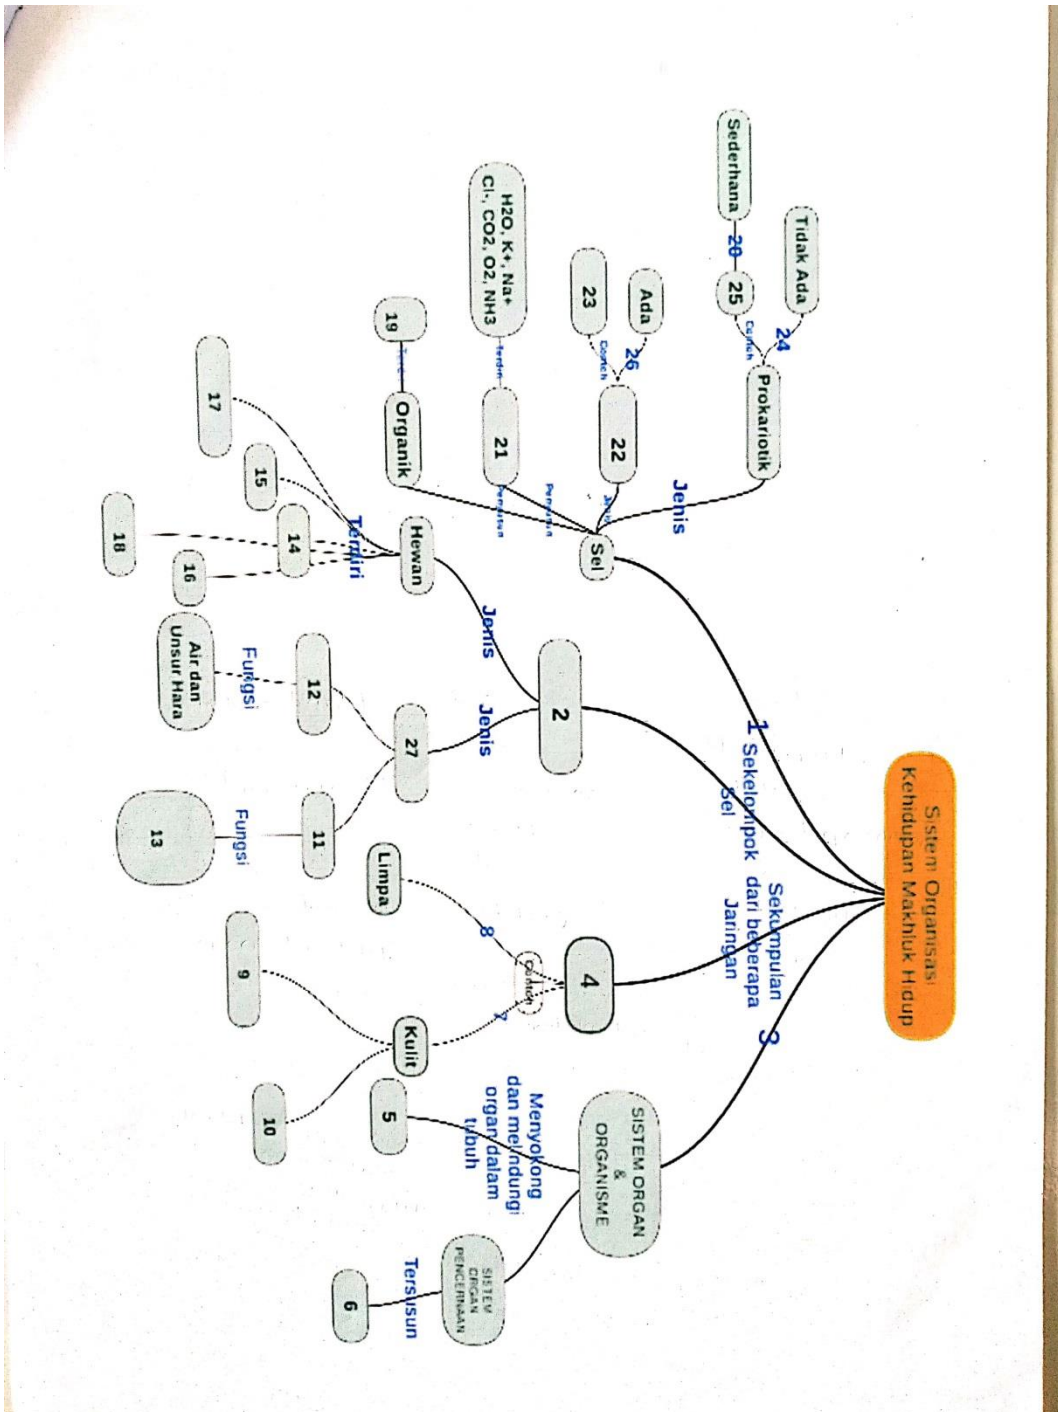 Sistem Organisasi
Kehidupan Makhluk Hidup
1
Sekelompok
Sel
Sekumpulan
dari beberapa
Jaringan
3
Sel
2
4
SISTEM ORGAN
&
ORGANISME
Jenis
Jenis
Penyusun
Penyusun
Prokariotik
22
21
Organik
24
Contoh
26
Contoh
Terdiri
Tidak Ada
25
20
Sederhana
Ada
23
H2O, K+, Na+
Cl-, CO2, O2, NH3
19
Jenis
Jenis
Hewan
27
Terdiri
17
15
14
18
16
12
11
Fungsi
Fungsi
Air dan
Unsur Hara
13
Contoh
8
7
Limpa
Kulit
9
10
Menyokong
dan melindungi
organ dalam
tubuh
5
SISTEM
ORGAN
PENCERNAAN
Tersusun
6